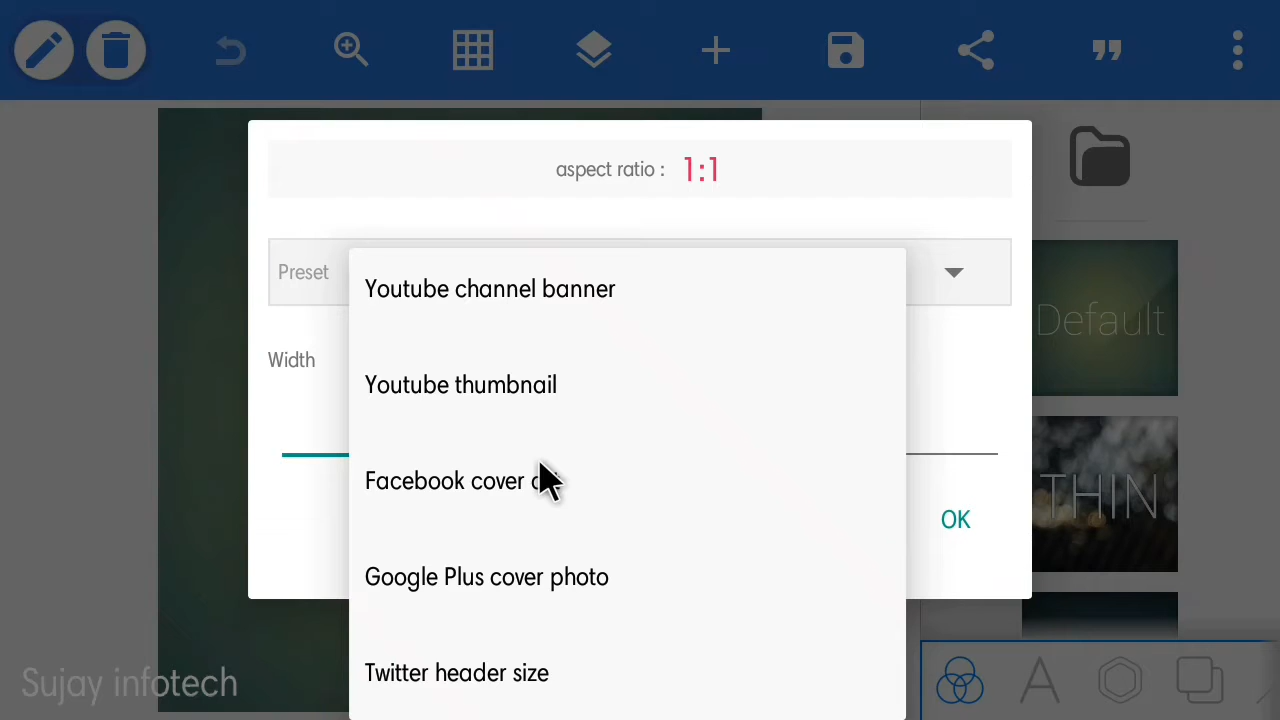 aspect ratio : 1:1
Preset
Youtube channel banner
Width
Youtube thumbnail
Facebook cover
Google Plus cover photo
Twitter header size
OK
Default
THIN
A
Sujay infotech